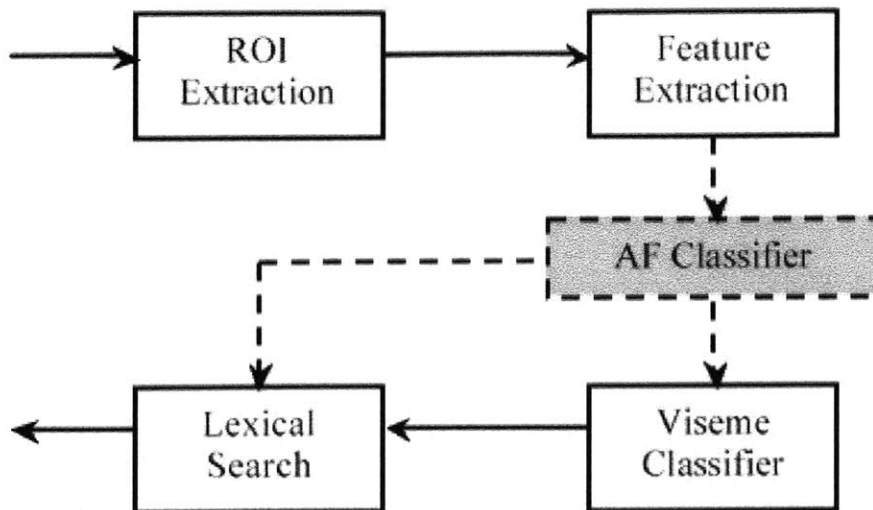 ROI
Extraction
Feature
Extraction
AF Classifier
Lexical
Search
Viseme
Classifier